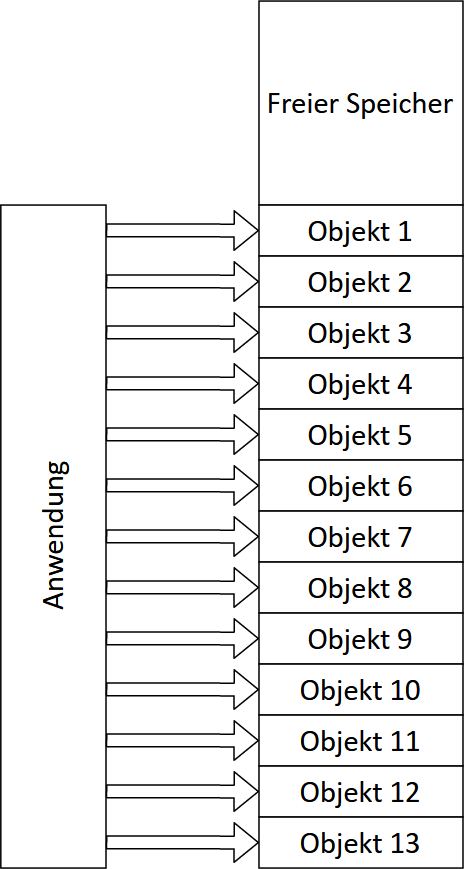 Freier Speicher
Anwendung
Objekt 1
Objekt 2
Objekt 3
Objekt 4
Objekt 5
Objekt 6
Objekt 7
Objekt 8
Objekt 9
Objekt 10
Objekt 11
Objekt 12
Objekt 13